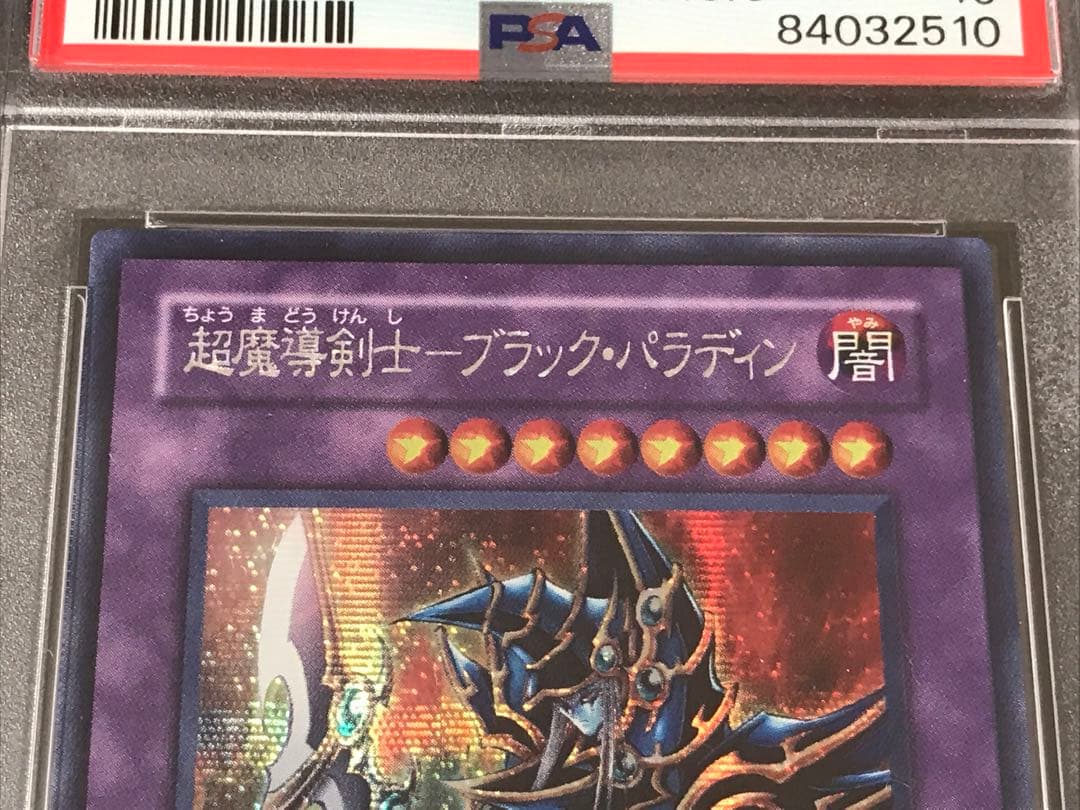 PSA
84032510
ちょう ま どう けん し
超魔導剣士-ブラック・パラディン
やみ
闇